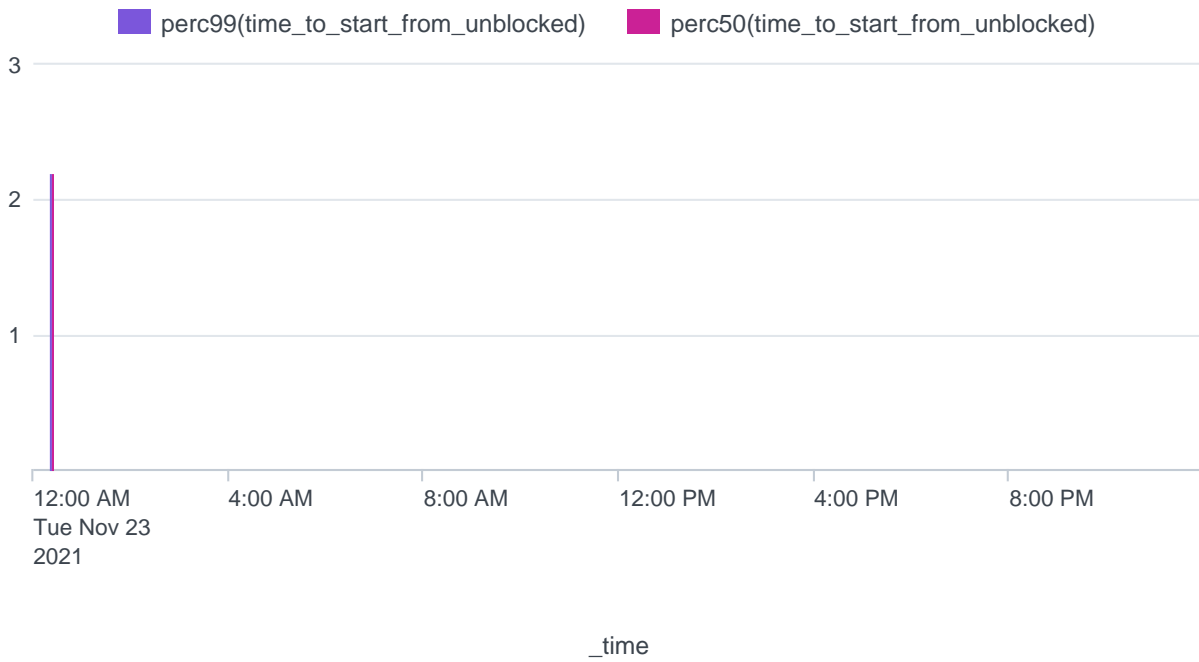 perc99(time_to_start_from_unblocked) perc50(time_to_start_from_unblocked)
3
2
1
12:00 AM 4:00 AM 8:00 AM 12:00 PM 4:00 PM 8:00 PM
Tue Nov 23
2021
_time